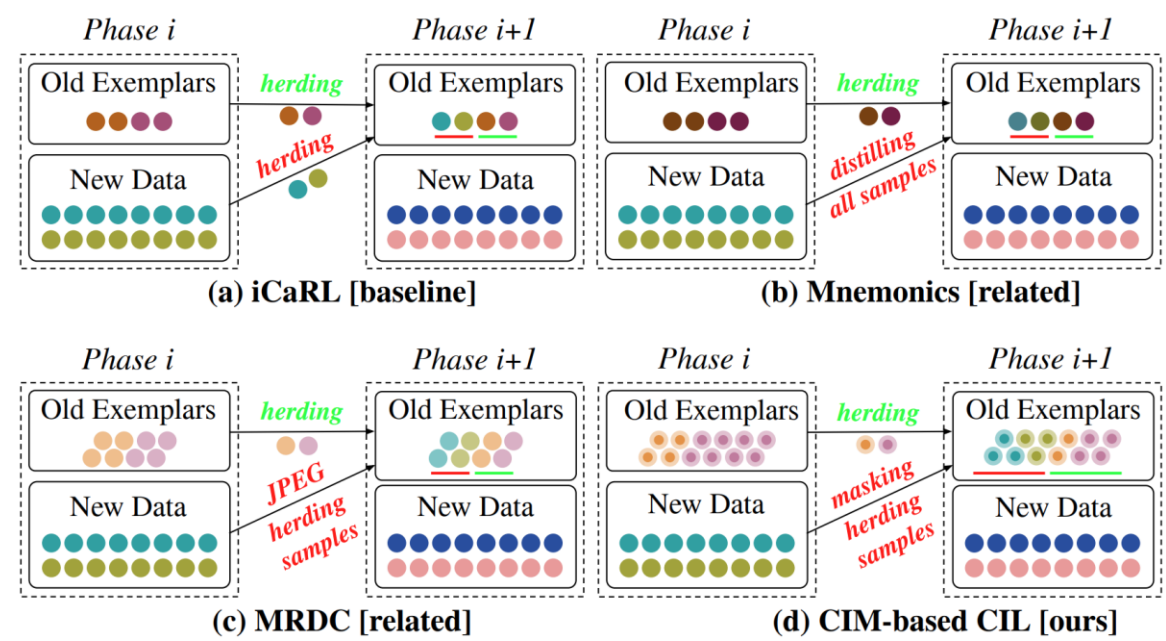 Phase i
Phase i+1
Old Exemplars
herding
Old Exemplars
herding
New Data
New Data
(a) iCaRL [baseline]
Phase i
Phase i+1
Old Exemplars
herding
Old Exemplars
distilling
all samples
New Data
New Data
(b) Mnemonics [related]
Phase i
Phase i+1
Old Exemplars
herding
Old Exemplars
JPEG
herding
samples
New Data
New Data
(c) MRDC [related]
Phase i
Phase i+1
Old Exemplars
herding
Old Exemplars
masking
herding
samples
New Data
New Data
(d) CIM-based CIL [ours]